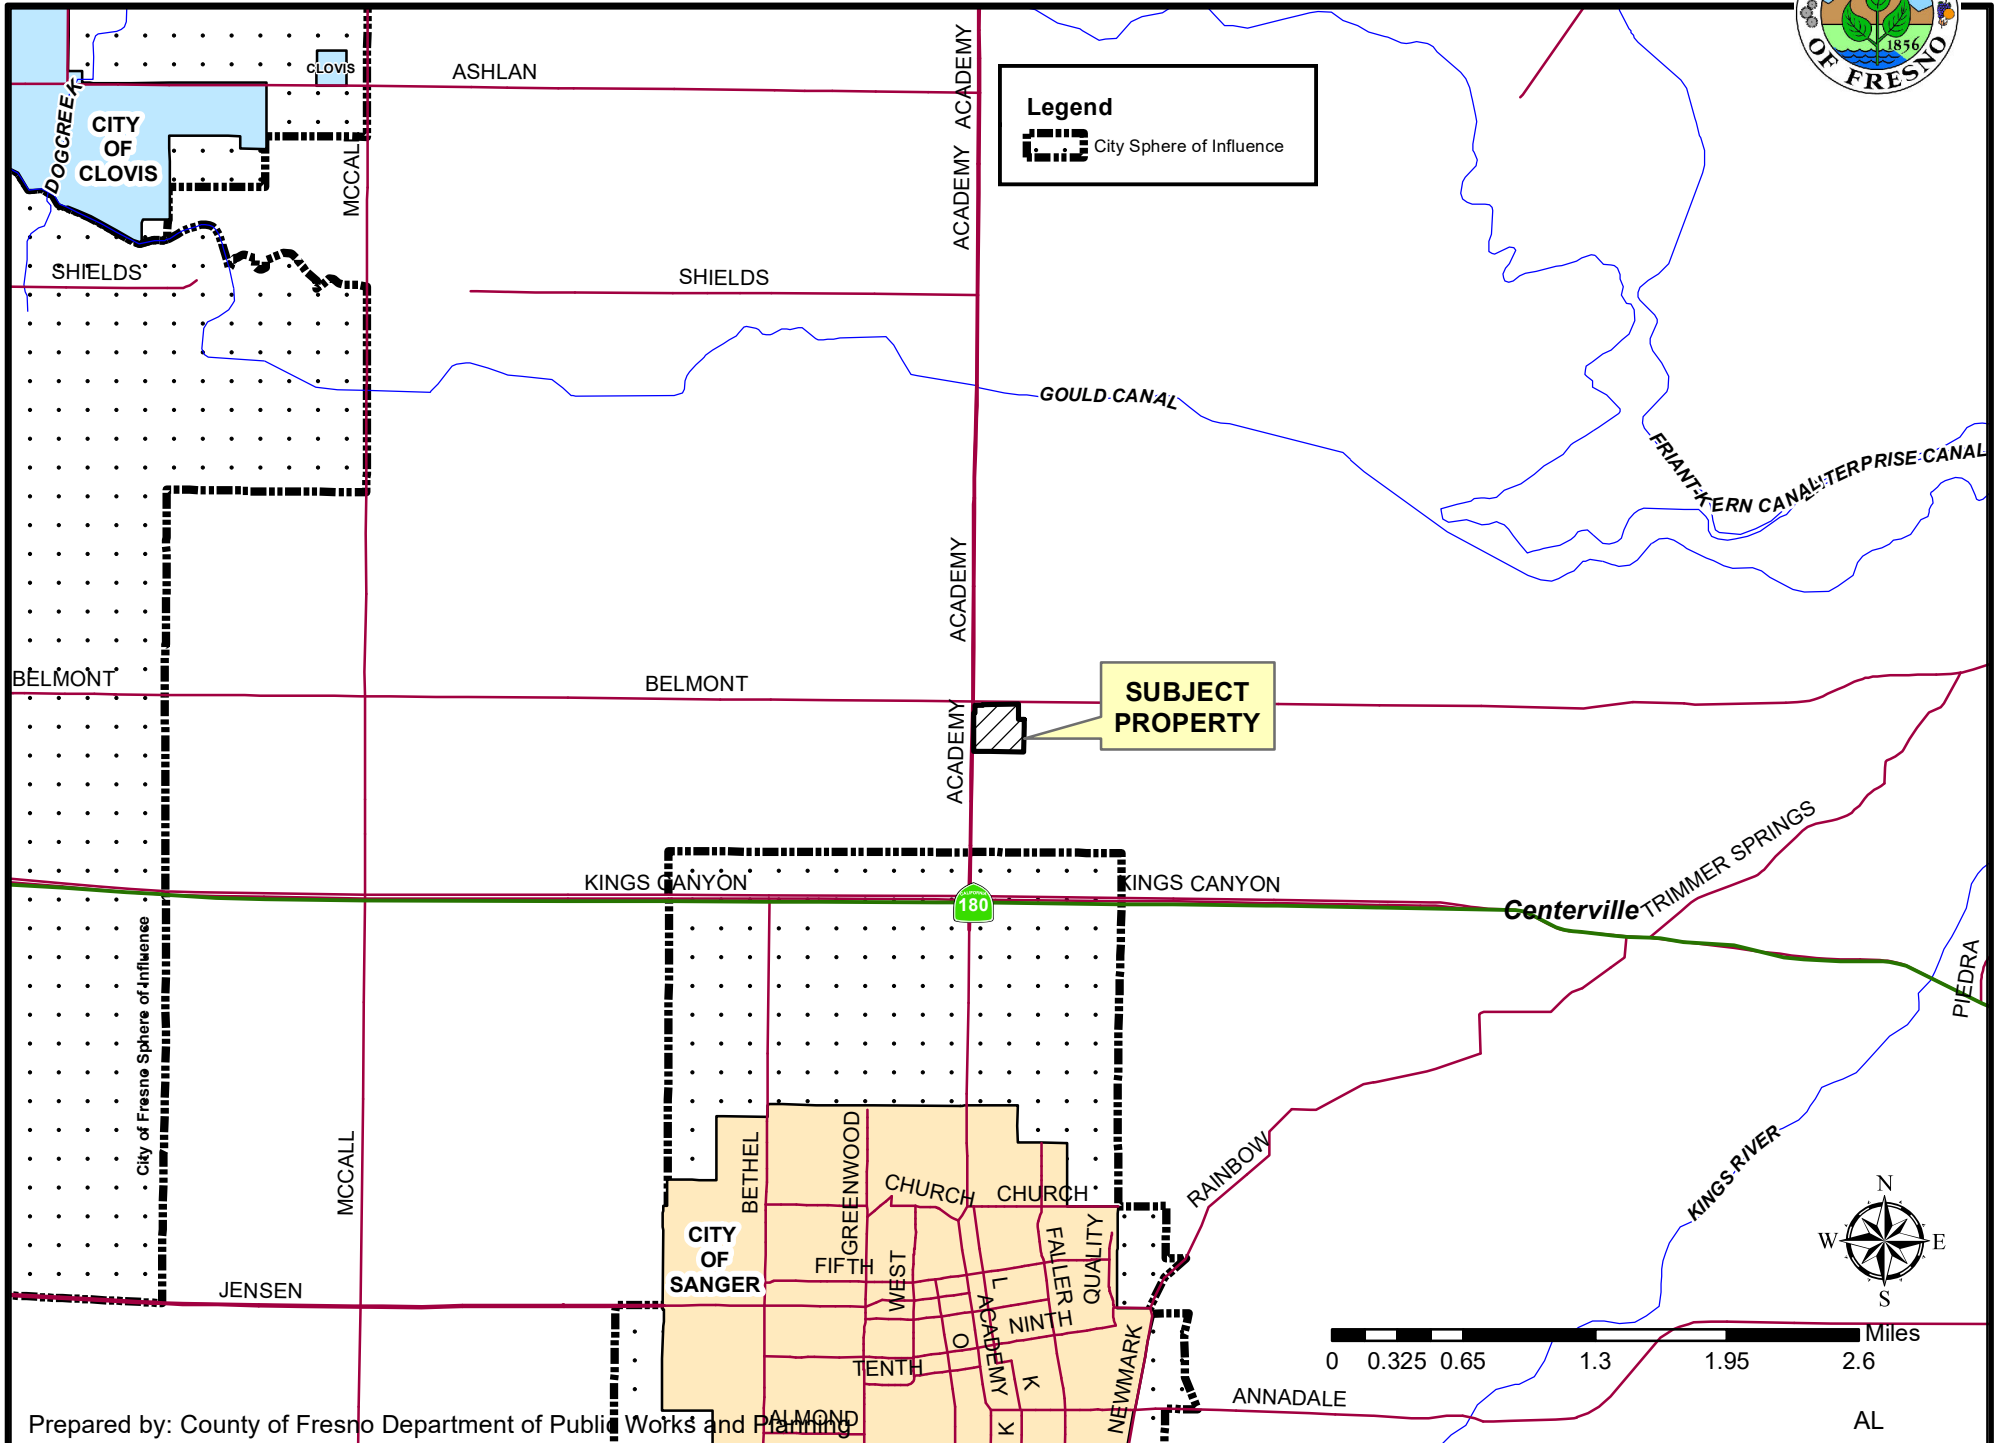 1856
OF FRESNO
CLOVIS
ASHLAN
ACADEMY
ACADEMY
Legend
City Sphere of Influence
DOGCREEK
CITY
OF
CLOVIS
MCCALL
ACADEMY
SHIELDS
SHIELDS
GOULD CANAL
FRIANT-KERN CANAL
TERPRISE CANAL
ACADEMY
BELMONT
BELMONT
SUBJECT
PROPERTY
ACADEMY
TRIMMER SPRINGS
KINGS CANYON
CALIFORNIA
180
KINGS CANYON
Centerville
City of Fresno Sphere of Influence
PIEDRA
MCCALL
BETHEL
GREENWOOD
CHURCH
CHURCH
RAINBOW
KINGS RIVER
CITY
OF
SANGER
FIFTH
WEST
L
FALLER
QUALITY
N
W
E
S
JENSEN
ACADEMY
O
NINTH
TENTH
K
NEWMARK
Miles
0 0.325 0.65 1.3 1.95 2.6
ANNADALE
ALMOND
K
Prepared by: County of Fresno Department of Public Works and Planning
AL